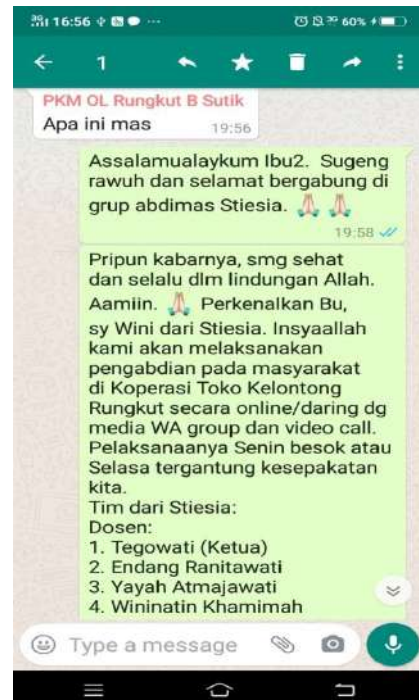 16:56
60%
1
PKM OL Rungkut B Sutik
Apa ini mas 19:56
Assalamualaykum Ibu2. Sugeng
rawuh dan selamat bergabung di
grup abdimas Stiesia. 🙏🏻 🙏🏻
19:58
Pripun kabarnya, smg sehat
dan selalu dlm lindungan Allah.
Aamiin. 🙏🏻 Perkenalkan Bu,
sy Wini dari Stiesia. Insyaallah
kami akan melaksanakan
pengabdian pada masyarakat
di Koperasi Toko Kelontong
Rungkut secara online/daring dg
media WA group dan video call.
Pelaksanaanya Senin besok atau
Selasa tergantung kesepakatan
kita.
Tim dari Stiesia:
Dosen:
1. Tegowati (Ketua)
2. Endang Ranitawati
3. Yayah Atmajawati
4. Wininatin Khamimah
Type a message